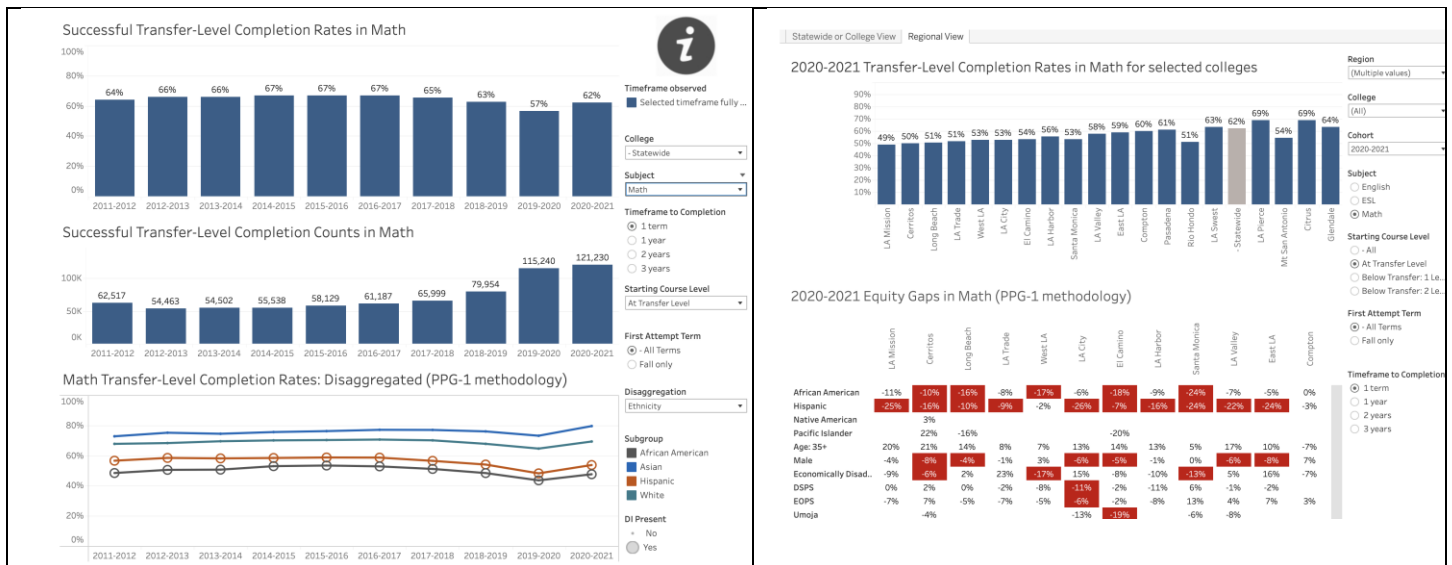 Successful Transfer-Level Completion Rates in Math
100%
80%
60%
40%
20%
0%
64% 66% 66% 67% 67% 67% 65% 63% 57% 62%
2011-2012 2012-2013 2013-2014 2014-2015 2015-2016 2016-2017 2017-2018 2018-2019 2019-2020 2020-2021
Successful Transfer-Level Completion Counts in Math
100K
50K
0K
62,517 54,463 54,502 55,538 58,129 61,187 65,999 79,954 115,240 121,230
2011-2012 2012-2013 2013-2014 2014-2015 2015-2016 2016-2017 2017-2018 2018-2019 2019-2020 2020-2021
Math Transfer-Level Completion Rates: Disaggregated (PPG-1 methodology)
100%
80%
60%
40%
20%
0%
2011-2012 2012-2013 2013-2014 2014-2015 2015-2016 2016-2017 2017-2018 2018-2019 2019-2020 2020-2021
i
Timeframe observed
Selected timeframe fully ...
College
- Statewide
Subject
Math
Timeframe to Completion
1 term
1 year
2 years
3 years
Starting Course Level
At Transfer Level
First Attempt Term
- All Terms
Fall only
Disaggregation
Ethnicity
Subgroup
African American
Asian
Hispanic
White
DI Present
No
Yes
Statewide or College View Regional View
2020-2021 Transfer-Level Completion Rates in Math for selected colleges
90%
80%
70%
60%
50%
40%
30%
20%
10%
49% 50% 51% 51% 53% 53% 54% 56% 53% 58% 59% 60% 61% 51% 63% 62% 69% 54% 69% 64%
LA Mission
Cerritos
Long Beach
LA Trade
West LA
LA City
El Camino
LA Harbor
Santa Monica
LA Valley
East LA
Compton
Pasadena
Rio Hondo
LA Swest
- Statewide
LA Pierce
Mt San Antonio
Citrus
Glendale
2020-2021 Equity Gaps in Math (PPG-1 methodology)
LA Mission
Cerritos
Long Beach
LA Trade
West LA
LA City
El Camino
LA Harbor
Santa Monica
LA Valley
East LA
Compton
African American -11% -10% -16% -8% -17% -6% -18% -9% -24% -7% -5% 0%
Hispanic -25% -16% -10% -9% -2% -26% -7% -16% -24% -22% -24% -3%
Native American 3%
Pacific Islander 22% -16% -20%
Age: 35+ 20% 21% 14% 8% 7% 13% 14% 13% 5% 17% 10% -7%
Male -4% -8% -4% -1% 3% -6% -5% -1% 0% -6% -8% 7%
Economically Disad.. -9% -6% 2% 23% -17% 15% -8% -10% -13% 5% 16% -7%
DSPS 0% 2% 0% -2% -8% -11% -2% -11% 6% -1% -2%
EOPS -7% 7% -5% -7% -5% -6% -2% -8% 13% 4% 7% 3%
Umoja -4% -13% -19% -6% -8%
Region
(Multiple values)
College
(All)
Cohort
2020-2021
Subject
English
ESL
Math
Starting Course Level
- All
At Transfer Level
Below Transfer: 1 Le...
Below Transfer: 2 Le...
First Attempt Term
- All Terms
Fall only
Timeframe to Completion
1 term
1 year
2 years
3 years